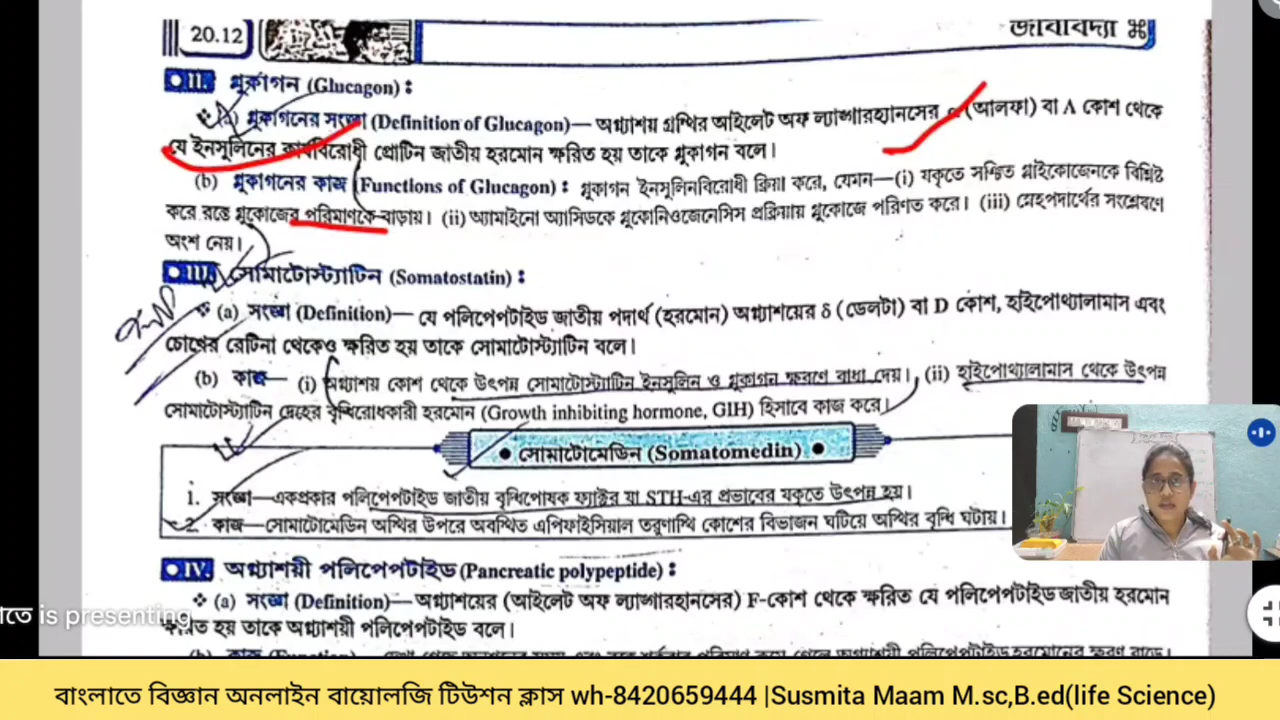 20.12
জীববিদ্যা ⌘
II. গ্লুকাগন (Glucagon) :
❖ (a) গ্লুকাগনের সংজ্ঞা (Definition of Glucagon)— অগ্ন্যাশয় গ্রন্থির আইলেট অফ ল্যাঙ্গারহ্যানসের α (আলফা) বা A কোশ থেকে
যে ইনসুলিনের কার্যবিরোধী প্রোটিন জাতীয় হরমোন ক্ষরিত হয় তাকে গ্লুকাগন বলে।
(b) গ্লুকাগনের কাজ (Functions of Glucagon) : গ্লুকাগন ইনসুলিনবিরোধী ক্রিয়া করে, যেমন—(i) যকৃতে সঞ্চিত গ্লাইকোজেনকে বিশ্লিষ্ট
করে রক্তে গ্লুকোজের পরিমাণকে বাড়ায়। (ii) অ্যামাইনো অ্যাসিডকে গ্লুকোনিওজেনেসিস প্রক্রিয়ায় গ্লুকোজে পরিণত করে। (iii) স্নেহপদার্থের সংশ্লেষণে
অংশ নেয়।
III. সোমাটোস্ট্যাটিন (Somatostatin) :
❖ (a) সংজ্ঞা (Definition)— যে পলিপেপটাইড জাতীয় পদার্থ (হরমোন) অগ্ন্যাশয়ের δ (ডেলটা) বা D কোশ, হাইপোথ্যালামাস এবং
চোখের রেটিনা থেকেও ক্ষরিত হয় তাকে সোমাটোস্ট্যাটিন বলে।
(b) কাজ— (i) অগ্ন্যাশয় কোশ থেকে উৎপন্ন সোমাটোস্ট্যাটিন ইনসুলিন ও গ্লুকাগন ক্ষরণে বাধা দেয়। (ii) হাইপোথ্যালামাস থেকে উৎপন্ন
সোমাটোস্ট্যাটিন দেহের বৃদ্ধিরোধকারী হরমোন (Growth inhibiting hormone, GIH) হিসাবে কাজ করে।
● সোমাটোমেডিন (Somatomedin) ●
1. সংজ্ঞা—একপ্রকার পলিপেপটাইড জাতীয় বৃদ্ধিপোষক ফ্যাক্টর যা STH-এর প্রভাবের যকৃতে উৎপন্ন হয়।
2. কাজ— সোমাটোমেডিন অস্থির উপরে অবস্থিত এপিফাইসিয়াল তরুণাস্থি কোশের বিভাজন ঘটিয়ে অস্থির বৃদ্ধি ঘটায়।
IV. অগ্ন্যাশয়ী পলিপেপটাইড (Pancreatic polypeptide) :
❖ (a) সংজ্ঞা (Definition)— অগ্ন্যাশয়ের (আইলেট অফ ল্যাঙ্গারহানসের) F-কোশ থেকে ক্ষরিত যে পলিপেপটাইড জাতীয় হরমোন
ক্ষরিত হয় তাকে অগ্ন্যাশয়ী পলিপেপটাইড বলে।
াতে is presenting
বাংলাতে বিজ্ঞান অনলাইন বায়োলজি টিউশন ক্লাস wh-8420659444 |Susmita Maam M.sc,B.ed(life Science)